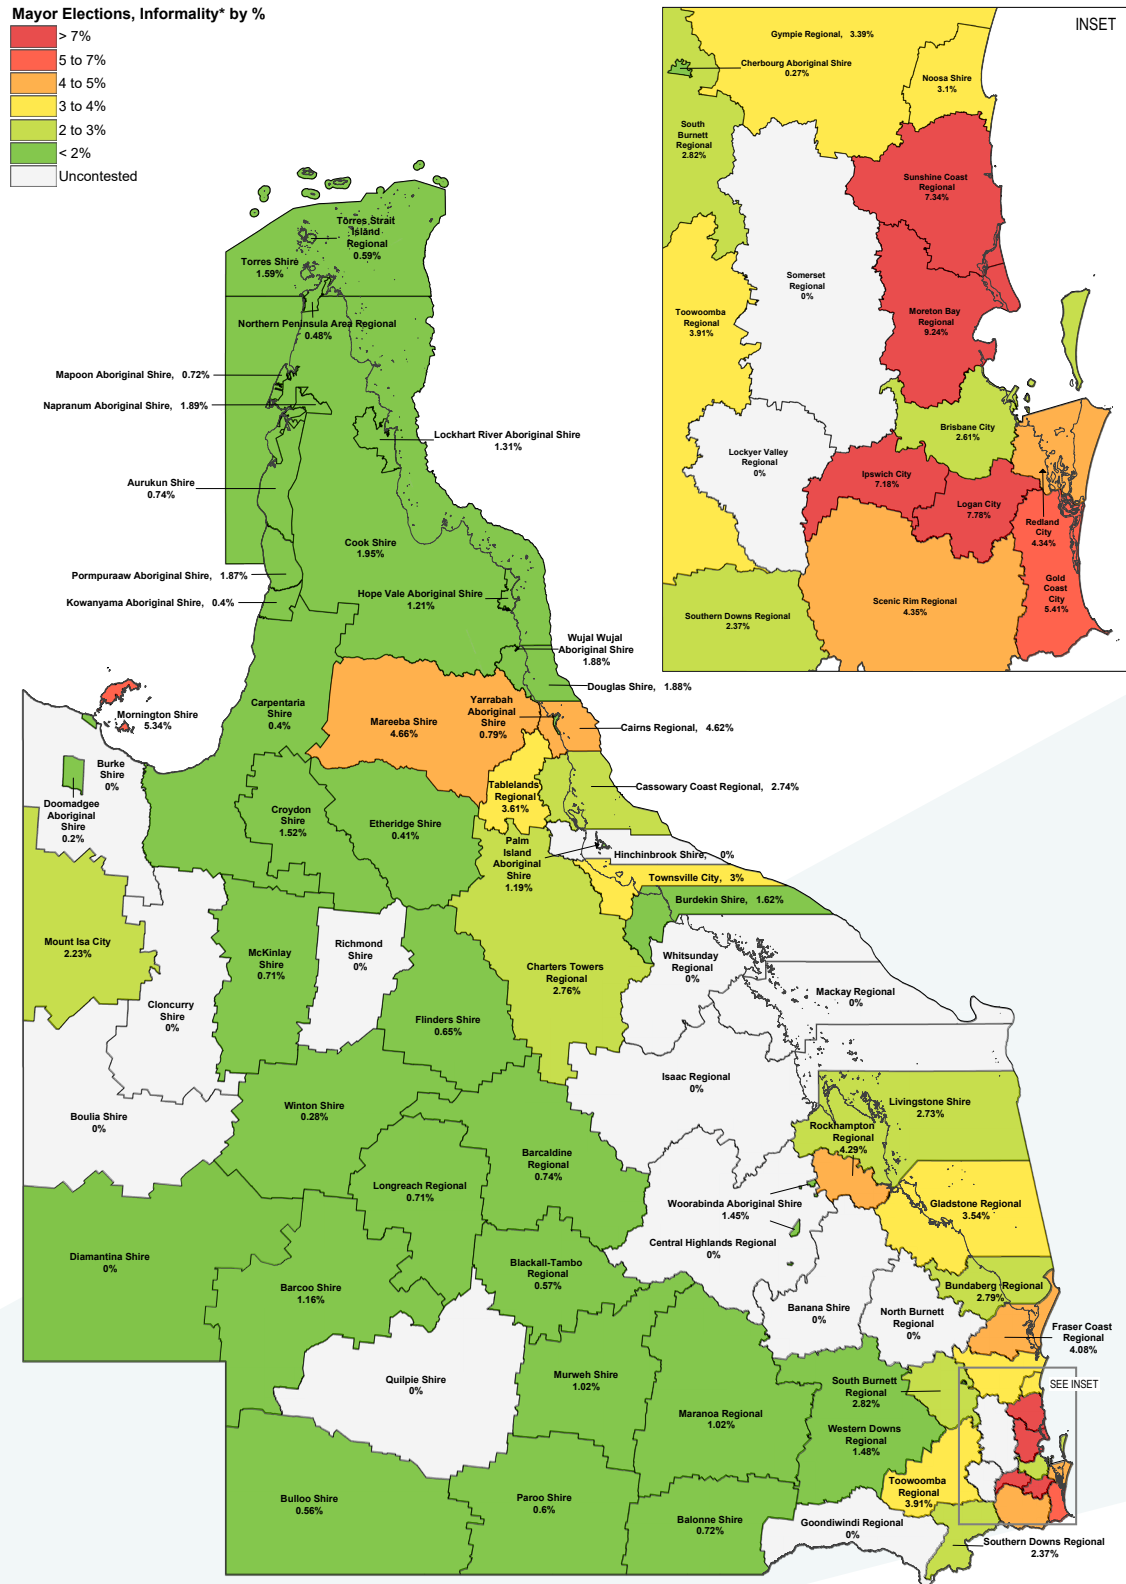 Mayor Elections, Informality* by %
> 7%
5 to 7%
4 to 5%
3 to 4%
2 to 3%
< 2%
Uncontested
INSET
Gympie Regional, 3.39%
Cherbourg Aboriginal Shire
0.27%
Noosa Shire
3.1%
South
Burnett
Regional
2.82%
Sunshine Coast
Regional
7.34%
Somerset
Regional
0%
Toowoomba
Regional
3.91%
Moreton Bay
Regional
9.24%
Brisbane City
2.61%
Lockyer Valley
Regional
0%
Ipswich City
7.18%
Logan City
7.78%
Redland
City
4.34%
Gold
Coast
City
5.41%
Scenic Rim Regional
4.35%
Southern Downs Regional
2.37%
Torres Strait
Island
Regional
0.59%
Torres Shire
1.59%
Northern Peninsula Area Regional
0.48%
Mapoon Aboriginal Shire, 0.72%
Napranum Aboriginal Shire, 1.89%
Lockhart River Aboriginal Shire
1.31%
Aurukun Shire
0.74%
Cook Shire
1.95%
Pormpuraaw Aboriginal Shire, 1.87%
Kowanyama Aboriginal Shire, 0.4%
Hope Vale Aboriginal Shire
1.21%
Wujal Wujal
Aboriginal Shire
1.88%
Douglas Shire, 1.88%
Carpentaria
Shire
0.4%
Mareeba Shire
4.66%
Yarrabah
Aboriginal
Shire
0.79%
Cairns Regional, 4.62%
Mornington Shire
5.34%
Burke
Shire
0%
Doomadgee
Aboriginal
Shire
0.2%
Tablelands
Regional
3.61%
Cassowary Coast Regional, 2.74%
Croydon
Shire
1.52%
Etheridge Shire
0.41%
Palm
Island
Aboriginal
Shire
1.19%
Hinchinbrook Shire, 0%
Townsville City, 3%
Burdekin Shire, 1.62%
Mount Isa City
2.23%
McKinlay
Shire
0.71%
Richmond
Shire
0%
Charters Towers
Regional
2.76%
Whitsunday
Regional
0%
Mackay Regional
0%
Cloncurry
Shire
0%
Flinders Shire
0.65%
Isaac Regional
0%
Boulia Shire
0%
Winton Shire
0.28%
Livingstone Shire
2.73%
Rockhampton
Regional
4.29%
Barcaldine
Regional
0.74%
Longreach Regional
0.71%
Woorabinda Aboriginal Shire
1.45%
Gladstone Regional
3.54%
Central Highlands Regional
0%
Diamantina Shire
0%
Barcoo Shire
1.16%
Blackall-Tambo
Regional
0.57%
Bundaberg Regional
2.79%
Banana Shire
0%
North Burnett
Regional
0%
Fraser Coast
Regional
4.08%
Quilpie Shire
0%
Murweh Shire
1.02%
South Burnett
Regional
2.82%
SEE INSET
Maranoa Regional
1.02%
Western Downs
Regional
1.48%
Toowoomba
Regional
3.91%
Bulloo Shire
0.56%
Paroo Shire
0.6%
Balonne Shire
0.72%
Goondiwindi Regional
0%
Southern Downs Regional
2.37%